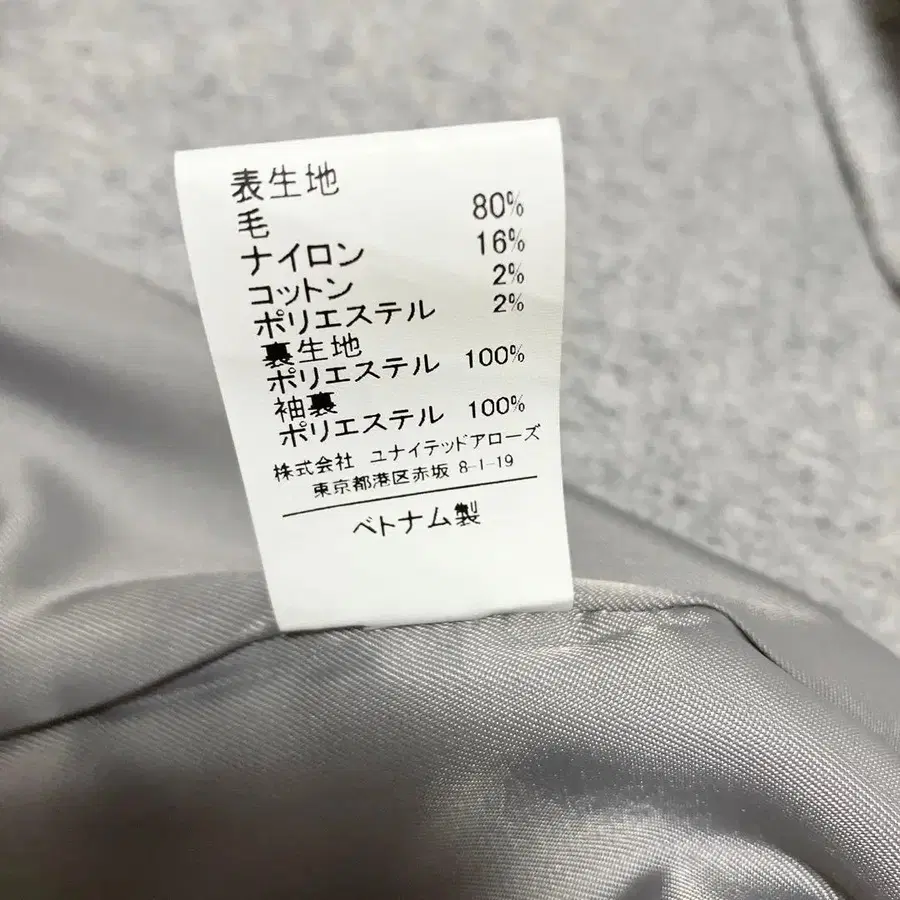 表生地
毛 80%
ナイロン 16%
コットン 2%
ポリエステル 2%
裏生地
ポリエステル 100%
袖裏
ポリエステル 100%
株式会社 ユナイテッドアローズ
東京都港区赤坂 8-1-19
ベトナム製